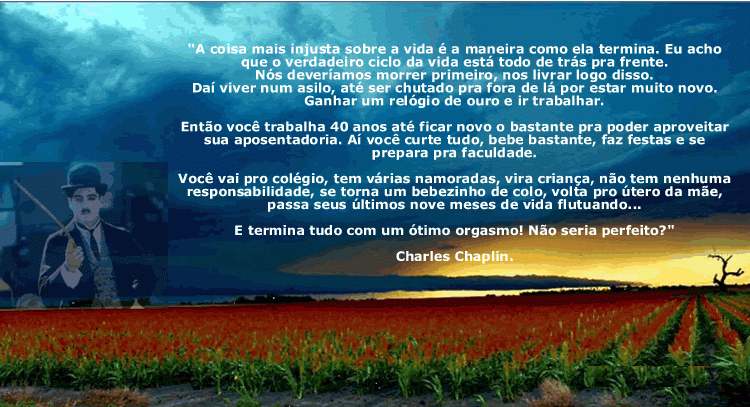 "A coisa mais injusta sobre a vida é a maneira como ela termina. Eu acho
que o verdadeiro ciclo da vida está todo de trás pra frente.
Nós deveríamos morrer primeiro, nos livrar logo disso.
Daí viver num asilo, até ser chutado pra fora de lá por estar muito novo.
Ganhar um relógio de ouro e ir trabalhar.
Então você trabalha 40 anos até ficar novo o bastante pra poder aproveitar
sua aposentadoria. Aí você curte tudo, bebe bastante, faz festas e se
prepara pra faculdade.
Você vai pro colégio, tem várias namoradas, vira criança, não tem nenhuma
responsabilidade, se torna um bebezinho de colo, volta pro útero da mãe,
passa seus últimos nove meses de vida flutuando...
E termina tudo com um ótimo orgasmo! Não seria perfeito?"
Charles Chaplin.